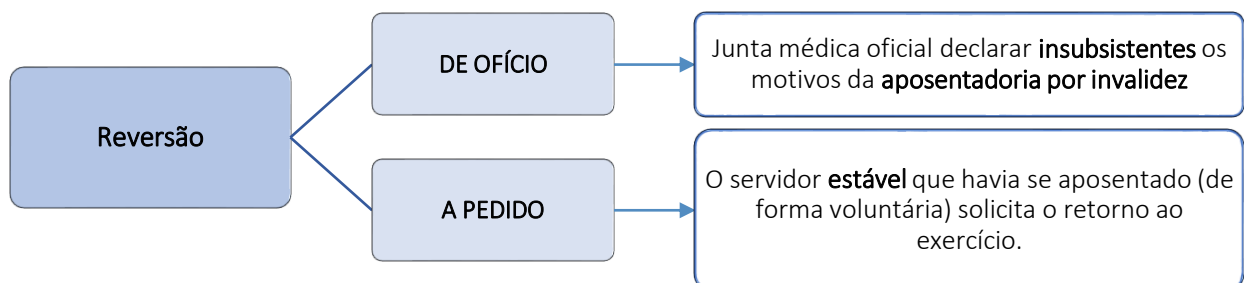 Reversão
DE OFÍCIO
Junta médica oficial declarar insubsistentes os
motivos da aposentadoria por invalidez
A PEDIDO
O servidor estável que havia se aposentado (de
forma voluntária) solicita o retorno ao
exercício.